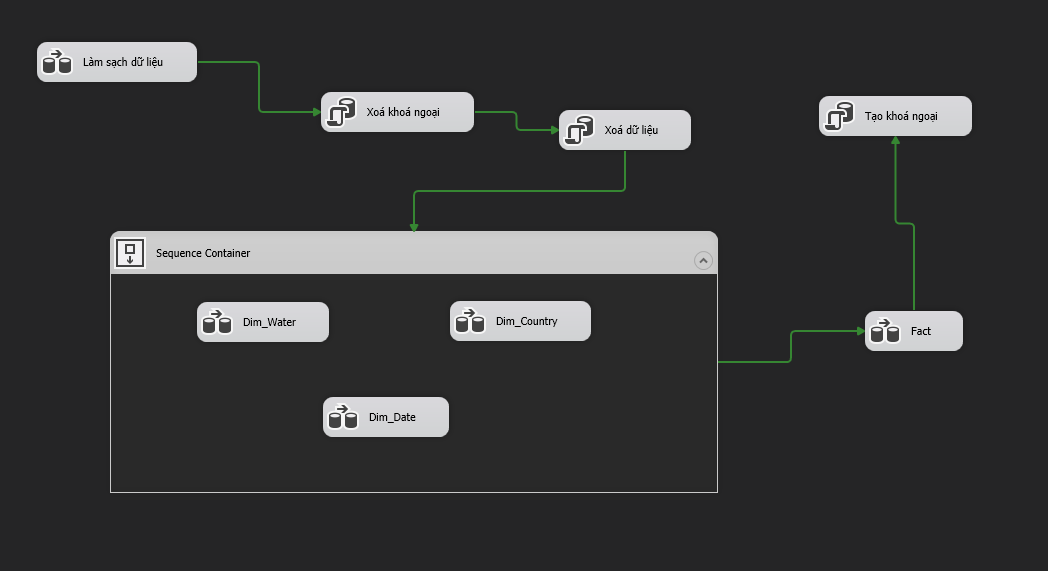 Làm sạch dữ liệu
Xoá khoá ngoại
Xoá dữ liệu
Tạo khoá ngoại
Sequence Container
Dim_Water
Dim_Country
Fact
Dim_Date